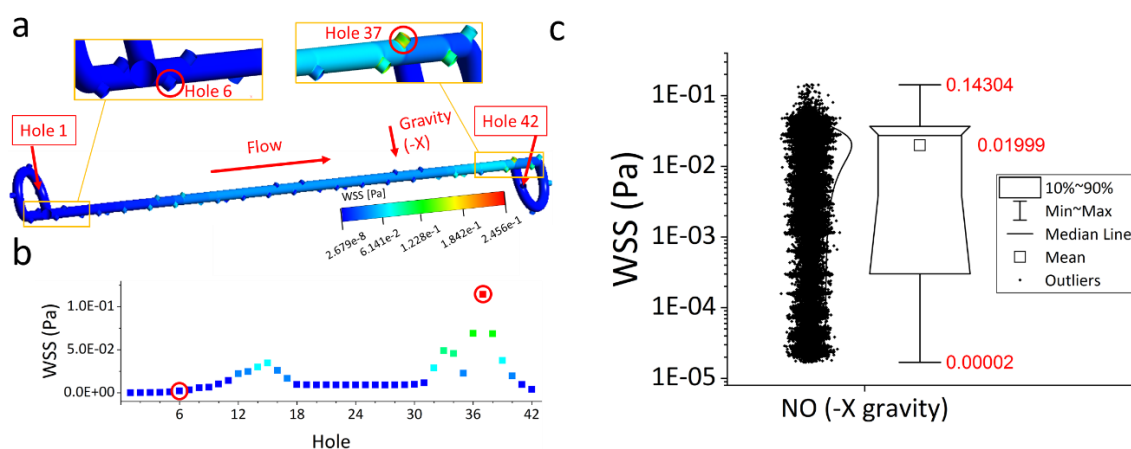 a
Hole 37
Hole 6
Hole 1
Flow
Gravity
(-X)
Hole 42
WSS [Pa]
2.679e-8
6.141e-2
1.228e-1
1.842e-1
2.456e-1
b
WSS (Pa)
1.0E-01
5.0E-02
0.0E+00
6
12
18
24
30
36
42
Hole
c
WSS (Pa)
1E-01
1E-02
1E-03
1E-04
1E-05
0.14304
0.01999
0.00002
10%~90%
Min~Max
Median Line
Mean
Outliers
NO (-X gravity)